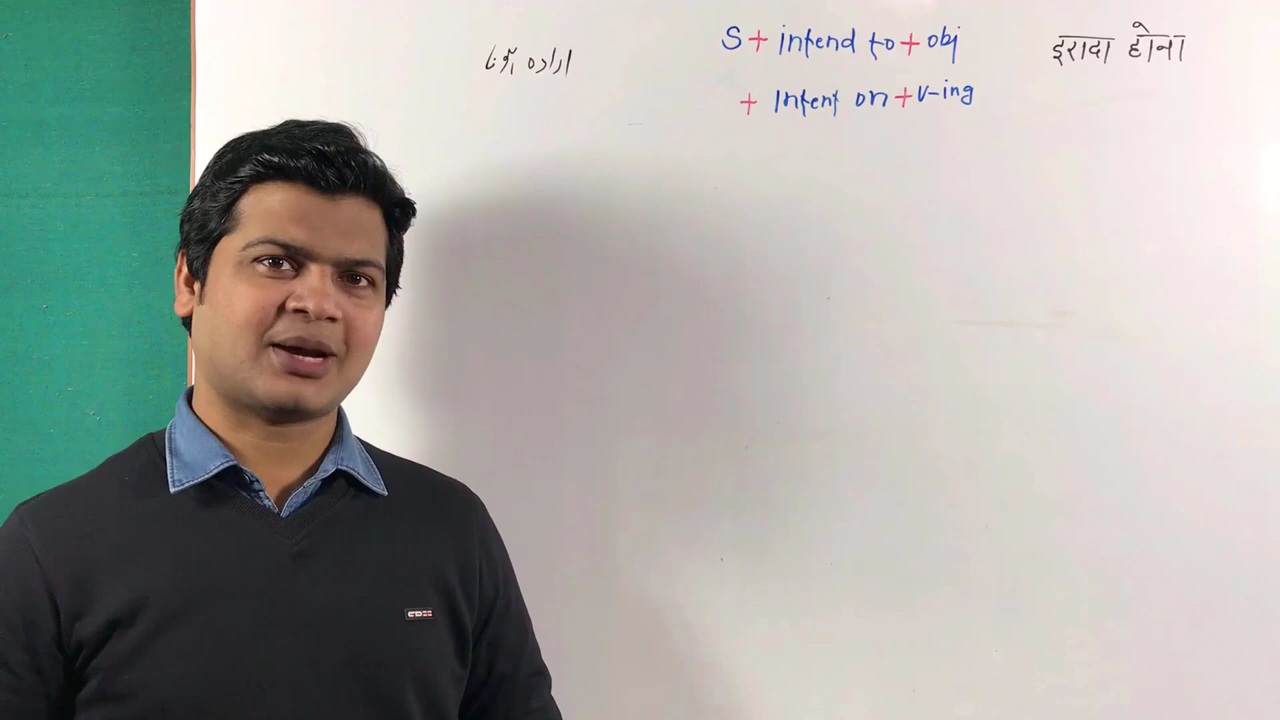 ارادہ ہونا
S + intend to + obj
+ intent on + v-ing
इरादा होना